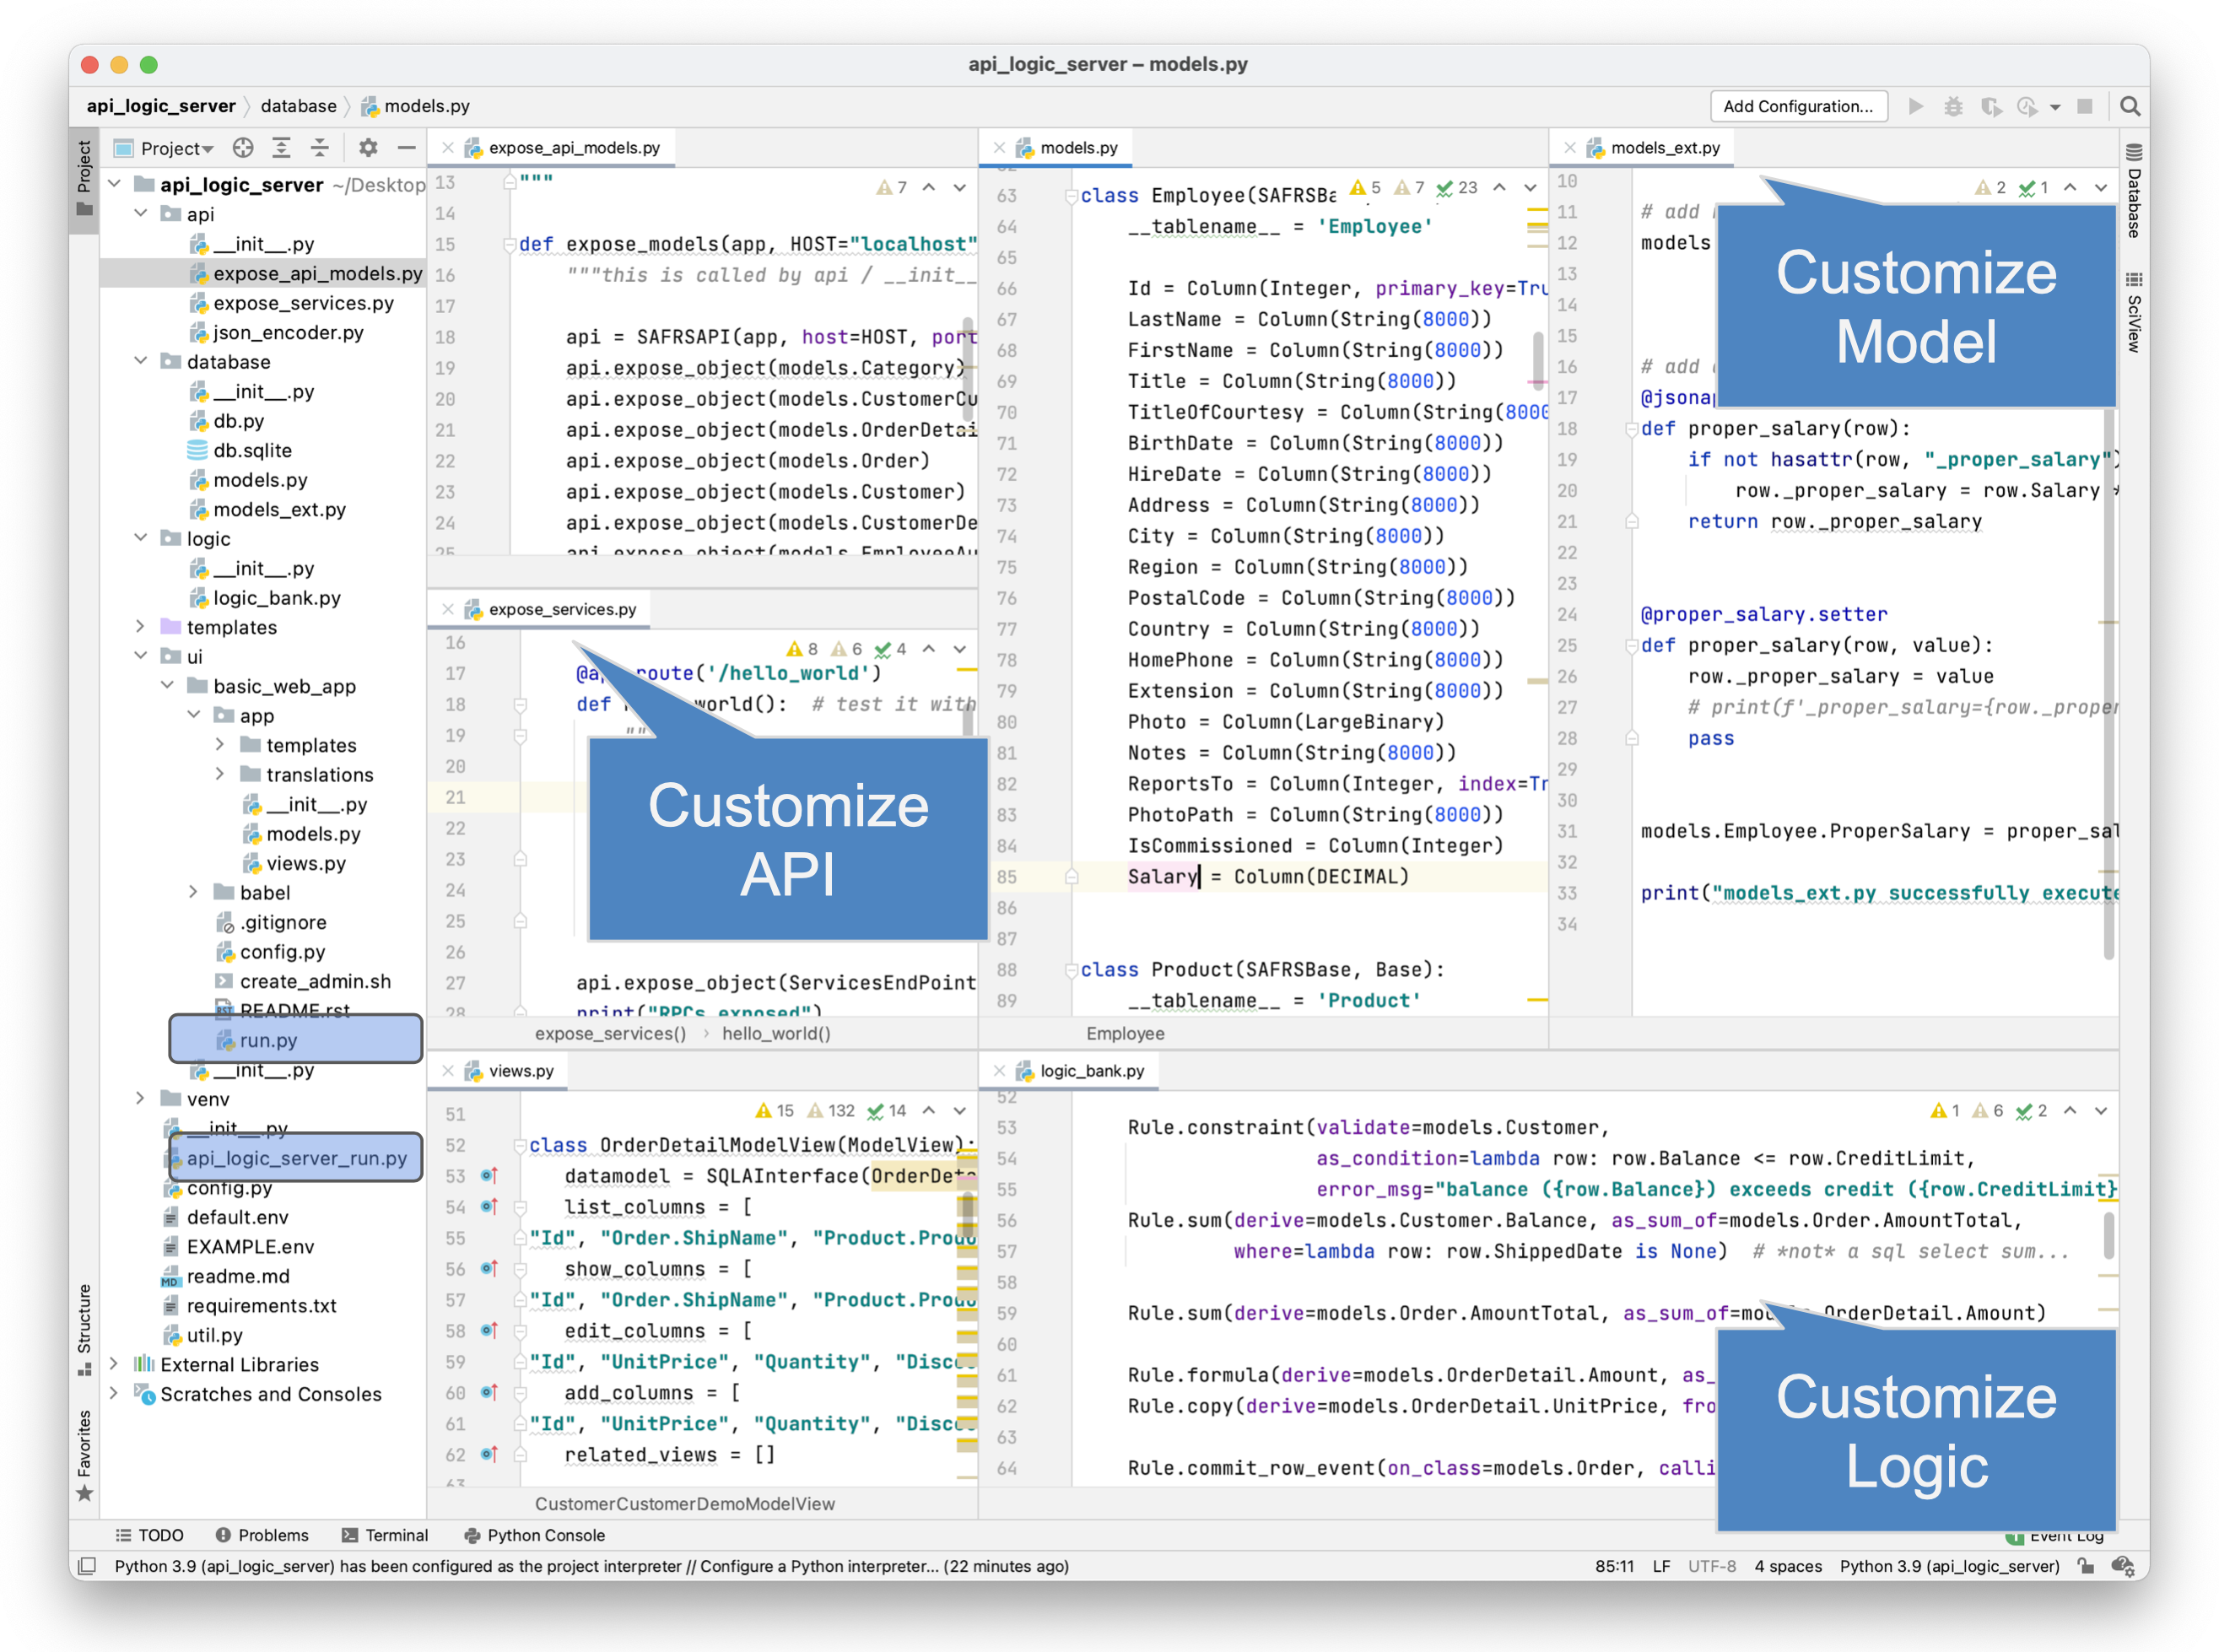 api_logic_server – models.py
api_logic_server 〉 database 〉 models.py
Add Configuration...
Project
Project
api_logic_server ~/Desktop
api
__init__.py
expose_api_models.py
expose_services.py
json_encoder.py
database
__init__.py
db.py
db.sqlite
models.py
models_ext.py
logic
__init__.py
logic_bank.py
templates
ui
basic_web_app
app
templates
translations
__init__.py
models.py
views.py
babel
.gitignore
config.py
create_admin.sh
README.rst
run.py
__init__.py
venv
__init__.py
api_logic_server_run.py
config.py
default.env
EXAMPLE.env
readme.md
requirements.txt
util.py
External Libraries
Scratches and Consoles
Structure
Favorites
expose_api_models.py
7
13 """
14
15 def expose_models(app, HOST="localhost"
16 """this is called by api / __init__
17
18 api = SAFRSAPI(app, host=HOST, port
19 api.expose_object(models.Category)
20 api.expose_object(models.CustomerCu
21 api.expose_object(models.OrderDetai
22 api.expose_object(models.Order)
23 api.expose_object(models.Customer)
24 api.expose_object(models.CustomerDe
25 api.expose_object(models.EmployeeAu
expose_services.py
8 6 4
16
17 route('/hello_world')
18 def world(): # test it with
19 ""
20
21
22
23
24
25
26
27 api.expose_object(ServicesEndPoint
28 print("RPCs exposed")
expose_services() › hello_world()
Customize
API
models.py
5 7 23
63 class Employee(SAFRSBa
64 __tablename__ = 'Employee'
65
66 Id = Column(Integer, primary_key=Tru
67 LastName = Column(String(8000))
68 FirstName = Column(String(8000))
69 Title = Column(String(8000))
70 TitleOfCourtesy = Column(String(8000
71 BirthDate = Column(String(8000))
72 HireDate = Column(String(8000))
73 Address = Column(String(8000))
74 City = Column(String(8000))
75 Region = Column(String(8000))
76 PostalCode = Column(String(8000))
77 Country = Column(String(8000))
78 HomePhone = Column(String(8000))
79 Extension = Column(String(8000))
80 Photo = Column(LargeBinary)
81 Notes = Column(String(8000))
82 ReportsTo = Column(Integer, index=Tr
83 PhotoPath = Column(String(8000))
84 IsCommissioned = Column(Integer)
85 Salary = Column(DECIMAL)
86
87
88 class Product(SAFRSBase, Base):
89 __tablename__ = 'Product'
Employee
models_ext.py
2 1
10
11 # add
12 models
13
14
15
16 # add
17 @jsona
18 def proper_salary(row):
19 if not hasattr(row, "_proper_salary")
20 row._proper_salary = row.Salary *
21 return row._proper_salary
22
23
24 @proper_salary.setter
25 def proper_salary(row, value):
26 row._proper_salary = value
27 # print(f'_proper_salary={row._proper
28 pass
29
30
31 models.Employee.ProperSalary = proper_sal
32
33 print("models_ext.py successfully execute
34
Customize
Model
Database
SciView
views.py
15 132 14
51
52 class OrderDetailModelView(ModelView):
53 datamodel = SQLAInterface(OrderDeta
54 list_columns = [
55 "Id", "Order.ShipName", "Product.Produ
56 show_columns = [
57 "Id", "Order.ShipName", "Product.Produ
58 edit_columns = [
59 "Id", "UnitPrice", "Quantity", "Disco
60 add_columns = [
61 "Id", "UnitPrice", "Quantity", "Disco
62 related_views = []
63
CustomerCustomerDemoModelView
logic_bank.py
1 6 2
52
53 Rule.constraint(validate=models.Customer,
54 as_condition=lambda row: row.Balance <= row.CreditLimit,
55 error_msg="balance ({row.Balance}) exceeds credit ({row.CreditLimit}
56 Rule.sum(derive=models.Customer.Balance, as_sum_of=models.Order.AmountTotal,
57 where=lambda row: row.ShippedDate is None) # *not* a sql select sum...
58
59 Rule.sum(derive=models.Order.AmountTotal, as_sum_of=models.OrderDetail.Amount)
60
61 Rule.formula(derive=models.OrderDetail.Amount, as_
62 Rule.copy(derive=models.OrderDetail.UnitPrice, fro
63
64 Rule.commit_row_event(on_class=models.Order, calli
Customize
Logic
TODO Problems Terminal Python Console
Event Log
Python 3.9 (api_logic_server) has been configured as the project interpreter // Configure a Python interpreter... (22 minutes ago)
85:11 LF UTF-8 4 spaces Python 3.9 (api_logic_server)